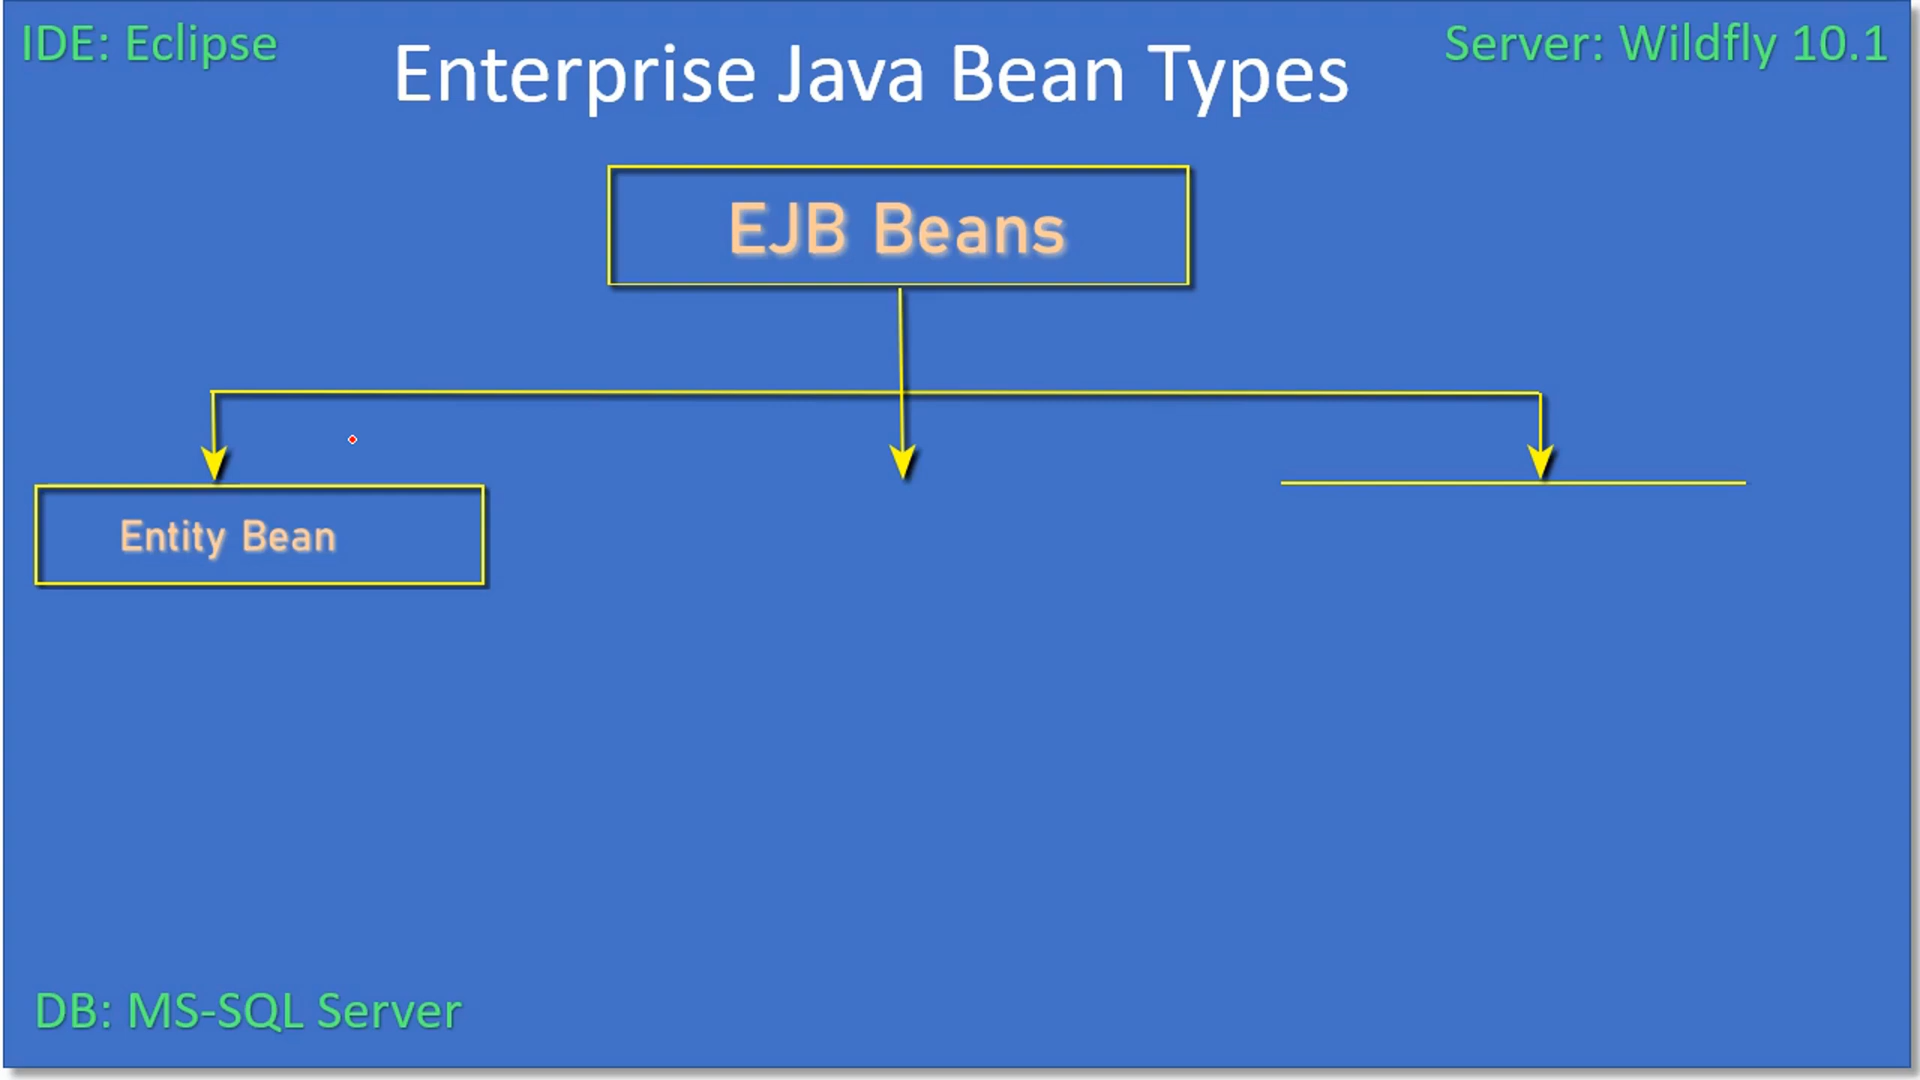 IDE: Eclipse
Enterprise Java Bean Types
Server: Wildfly 10.1
EJB Beans
Entity Bean
DB: MS-SQL Server